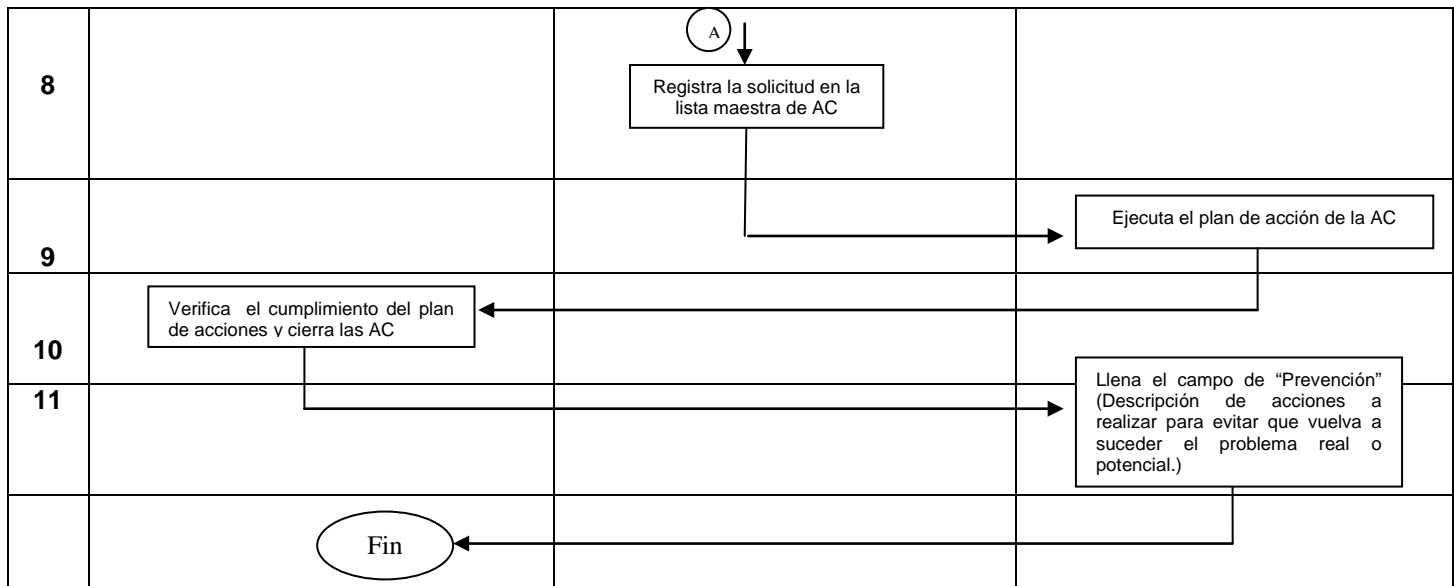 A
8
Registra la solicitud en la
lista maestra de AC
9
Ejecuta el plan de acción de la AC
10
Verifica el cumplimiento del plan
de acciones y cierra las AC
11
Llena el campo de “Prevención”
(Descripción de acciones a
realizar para evitar que vuelva a
suceder el problema real o
potencial.)
Fin